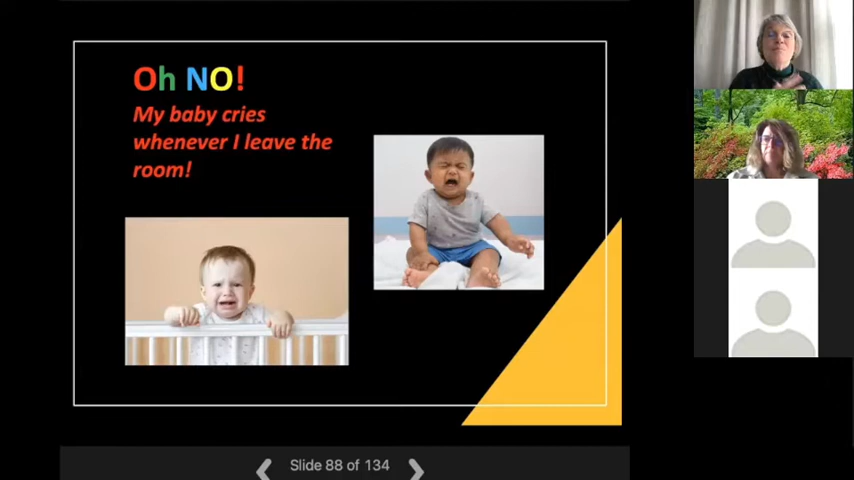 Oh NO!
My baby cries
whenever I leave the
room!
Slide 88 of 134